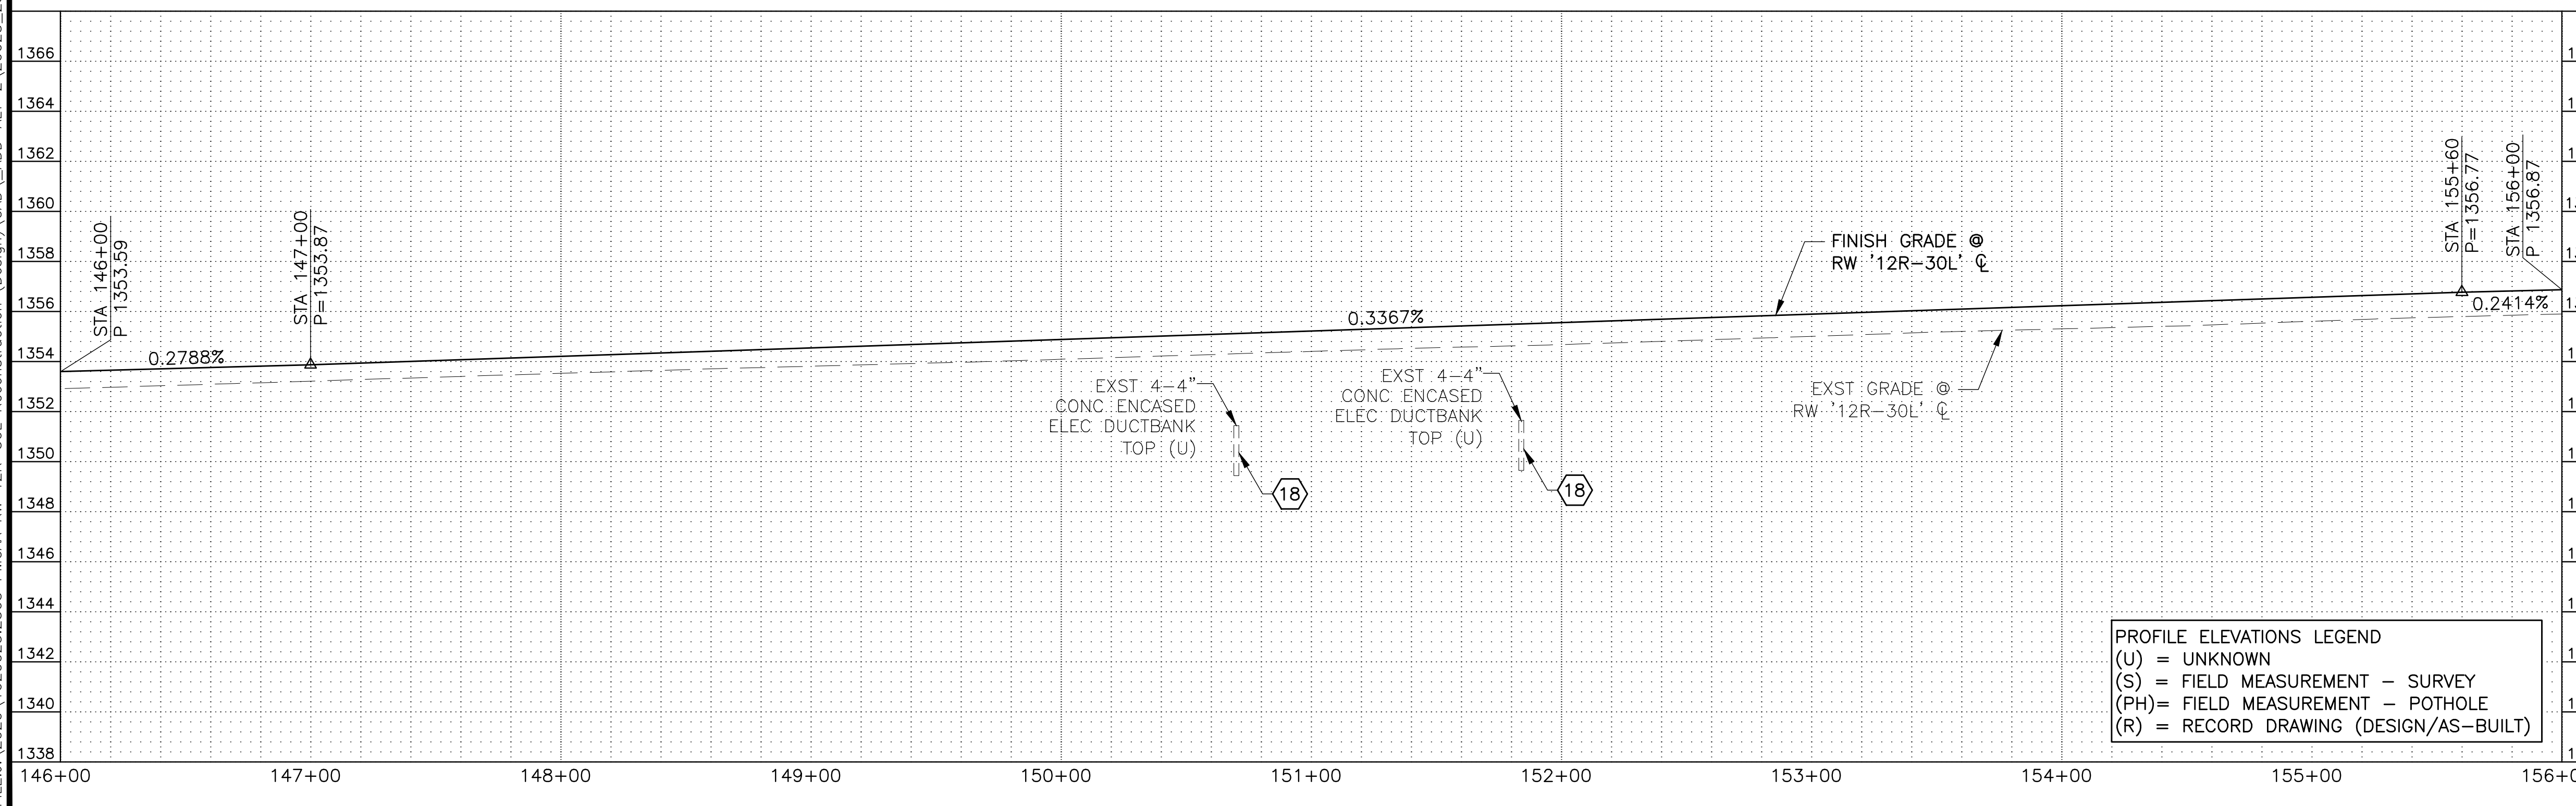 1366
1364
1362
1360
1358
1356
1354
1352
1350
1348
1346
1344
1342
1340
1338
STA 146+00
P 1353.59
0.2788%
STA 147+00
P=1353.87
0.3367%
FINISH GRADE @
RW '12R-30L' ℄
EXST GRADE @
RW '12R-30L' ℄
STA 155+60
P=1356.77
STA 156+00
P 1356.87
0.2414%
EXST 4-4"
CONC ENCASED
ELEC DUCTBANK
TOP (U)
18
EXST 4-4"
CONC ENCASED
ELEC DUCTBANK
TOP (U)
18
PROFILE ELEVATIONS LEGEND
(U) = UNKNOWN
(S) = FIELD MEASUREMENT - SURVEY
(PH)= FIELD MEASUREMENT - POTHOLE
(R) = RECORD DRAWING (DESIGN/AS-BUILT)
146+00 147+00 148+00 149+00 150+00 151+00 152+00 153+00 154+00 155+00